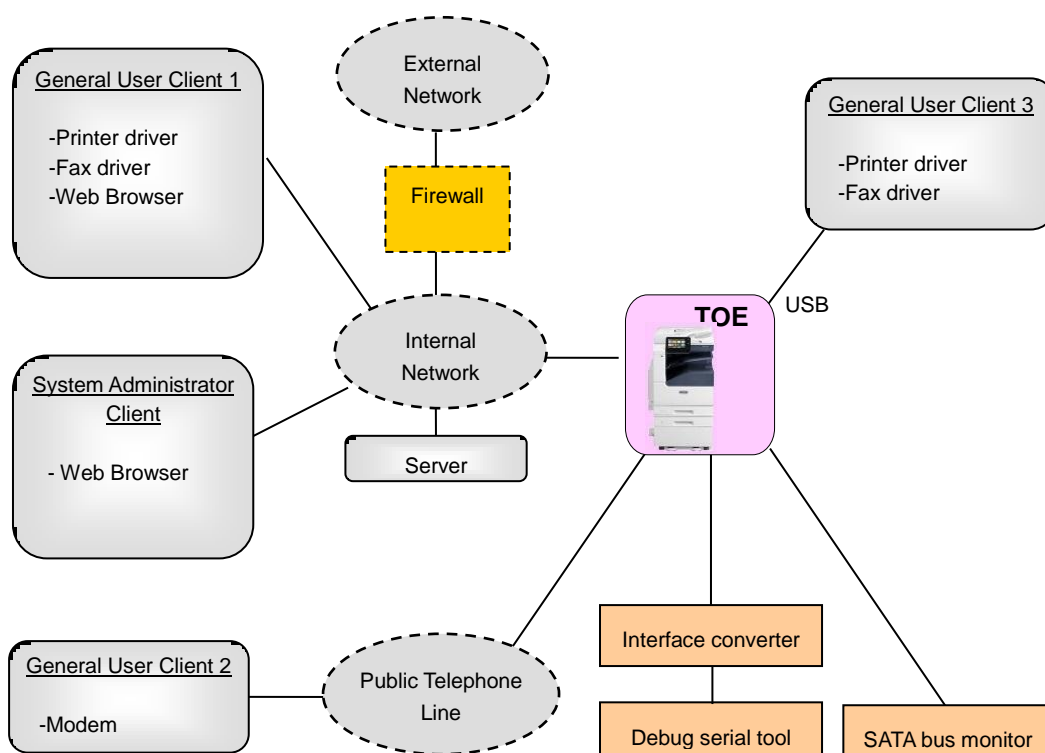 General User Client 1
-Printer driver
-Fax driver
-Web Browser
External
Network
Firewall
General User Client 3
-Printer driver
-Fax driver
USB
TOE
Internal
Network
System Administrator
Client
- Web Browser
Server
General User Client 2
-Modem
Public Telephone
Line
Interface converter
Debug serial tool
SATA bus monitor